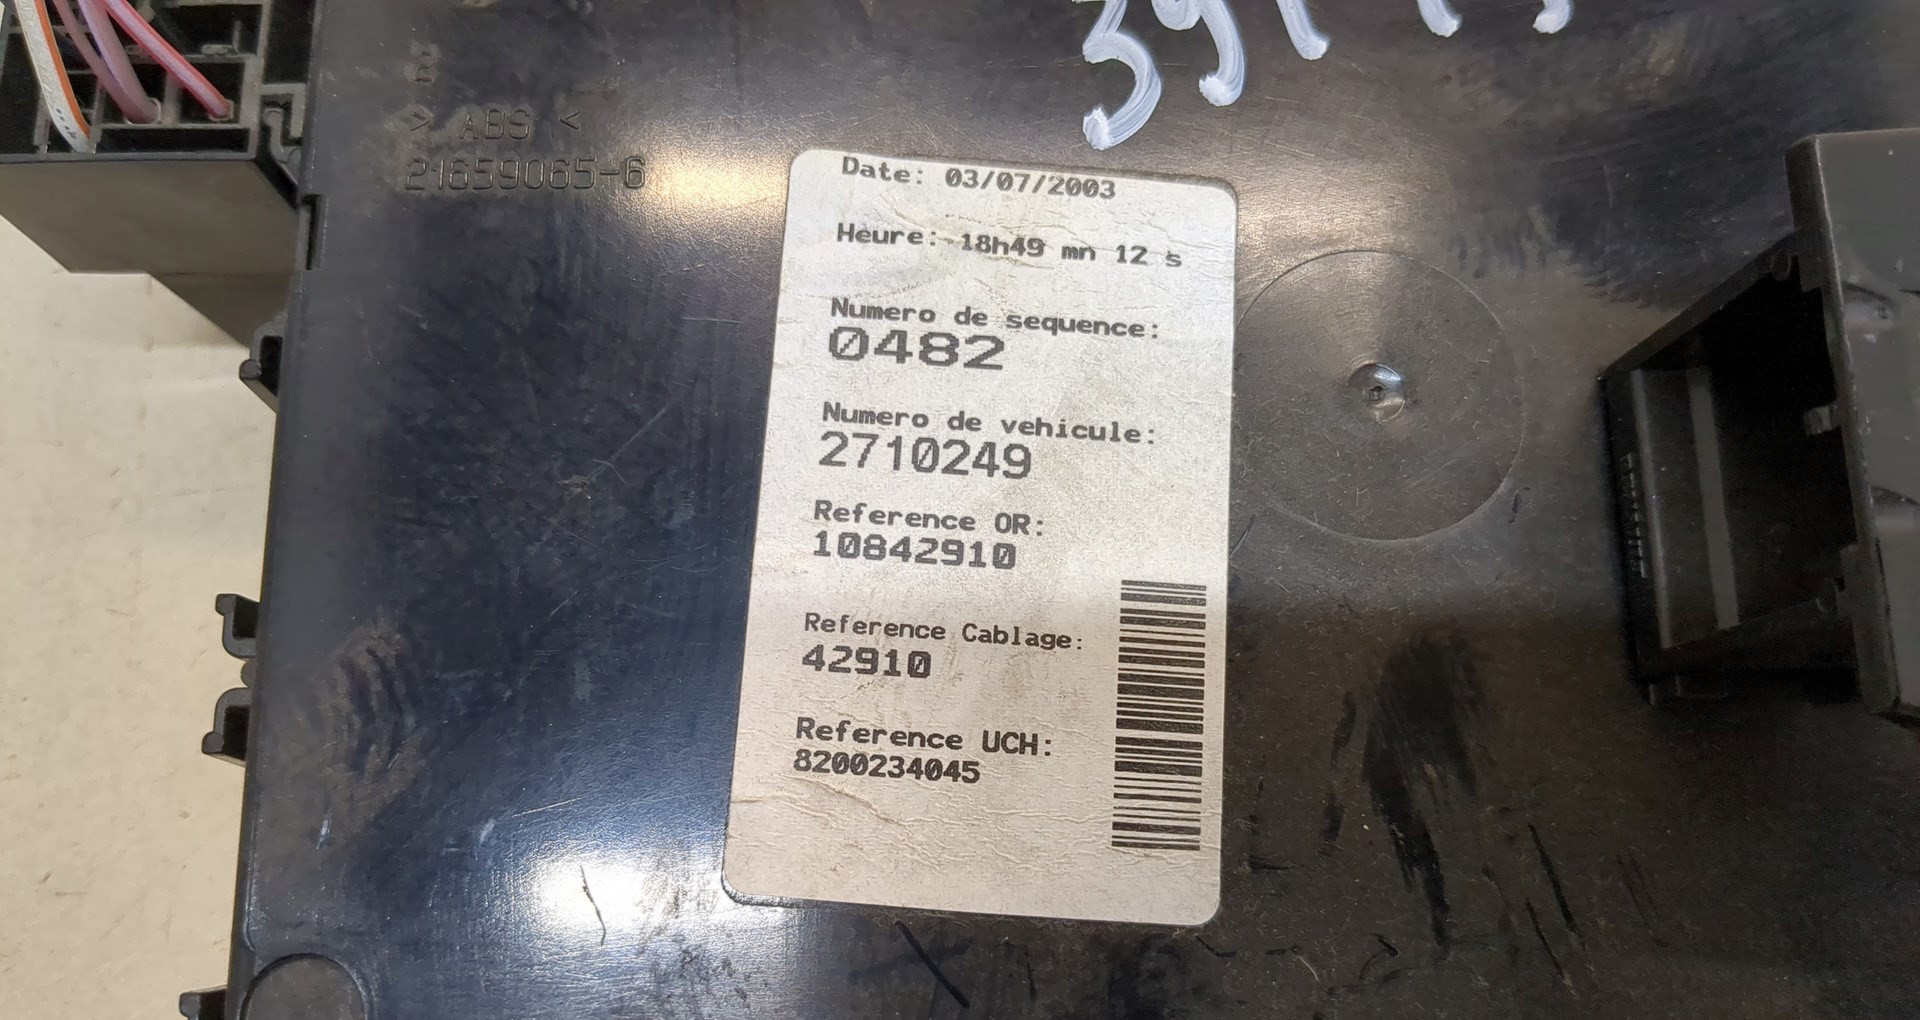 > ABS <
21659065-6
Date: 03/07/2003
Heure: 18h49 mn 12 s
Numero de sequence:
0482
Numero de vehicule:
2710249
Reference OR:
10842910
Reference Cablage:
42910
Reference UCH:
8200234045